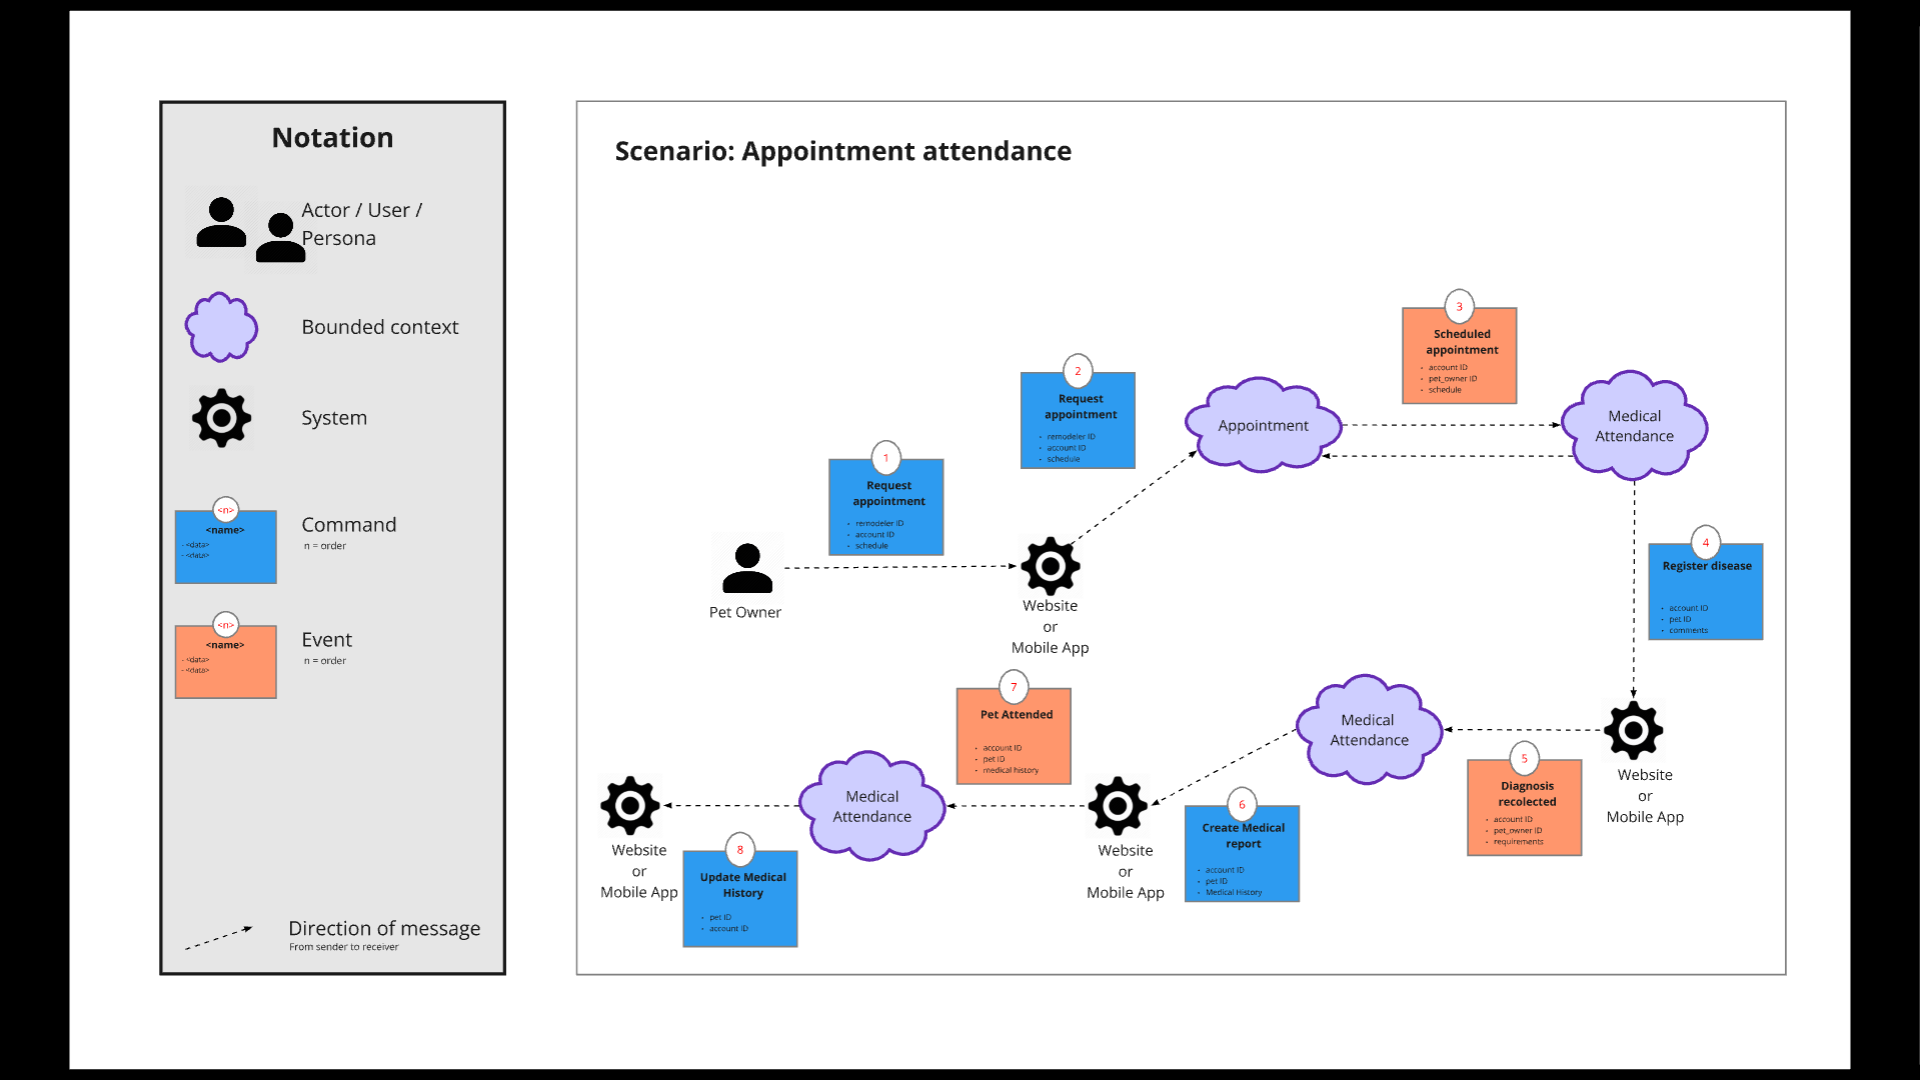 Notation
Actor / User /
Persona
Bounded context
System
<n>
<name>
- <data>
- <data>
Command
n = order
<n>
<name>
- <data>
- <data>
Event
n = order
Direction of message
From sender to receiver
Scenario: Appointment attendance
Pet Owner
1
Request
appointment
- remodeler ID
- account ID
- schedule
Website
or
Mobile App
2
Request
appointment
- remodeler ID
- account ID
- schedule
Appointment
3
Scheduled
appointment
- account ID
- pet_owner ID
- schedule
Medical
Attendance
4
Register disease
- account ID
- pet ID
- comments
Website
or
Mobile App
5
Diagnosis
recolected
- account ID
- pet_owner ID
- requirements
Medical
Attendance
6
Create Medical
report
- account ID
- pet ID
- Medical History
Website
or
Mobile App
7
Pet Attended
- account ID
- pet ID
- medical history
Medical
Attendance
8
Update Medical
History
- pet ID
- account ID
Website
or
Mobile App